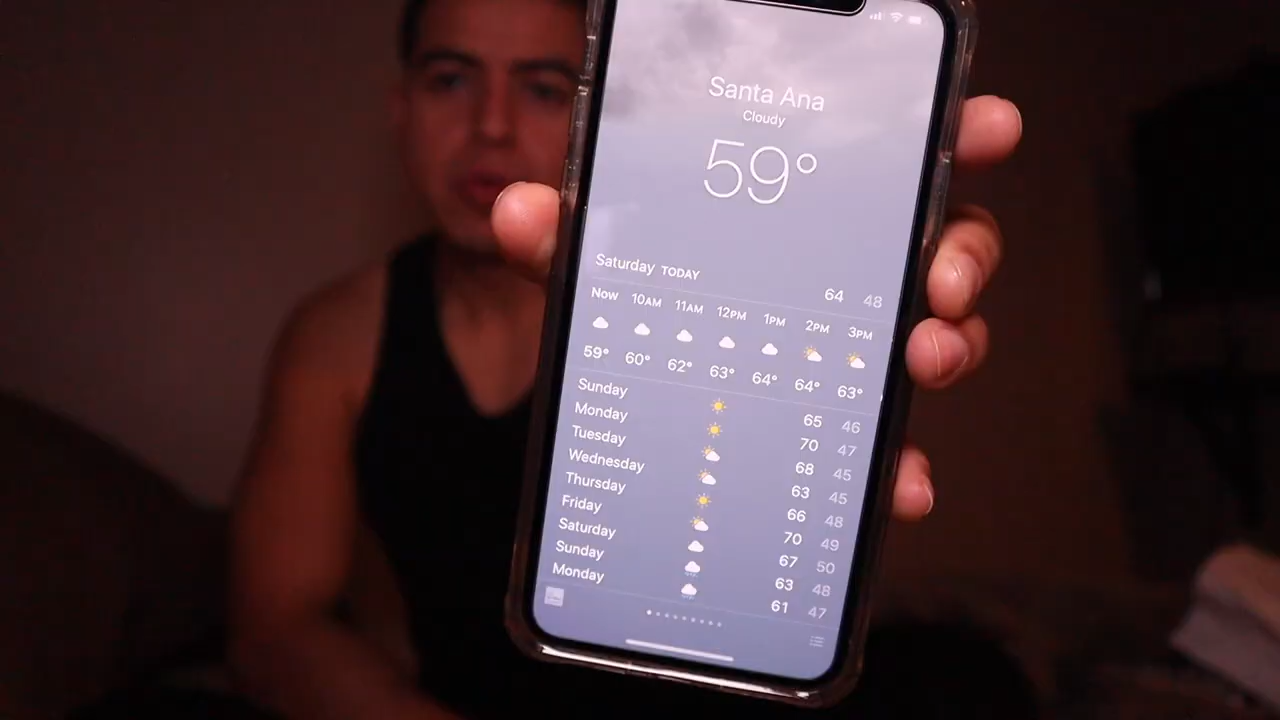 Santa Ana
Cloudy
59°
Saturday TODAY 64 48
Now 10AM 11AM 12PM 1PM 2PM 3PM
59° 60° 62° 63° 64° 64° 63°
Sunday 65 46
Monday 70 47
Tuesday 68 45
Wednesday 63 45
Thursday 66 48
Friday 70 49
Saturday 67 50
Sunday 63 48
Monday 61 47